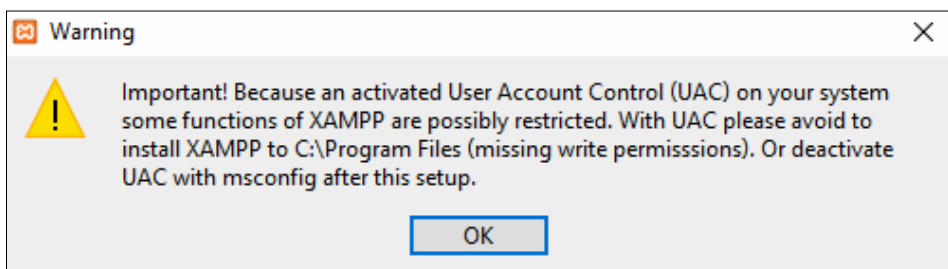 Warning
Important! Because an activated User Account Control (UAC) on your system
some functions of XAMPP are possibly restricted. With UAC please avoid to
install XAMPP to C:\Program Files (missing write permisssions). Or deactivate
UAC with msconfig after this setup.
OK